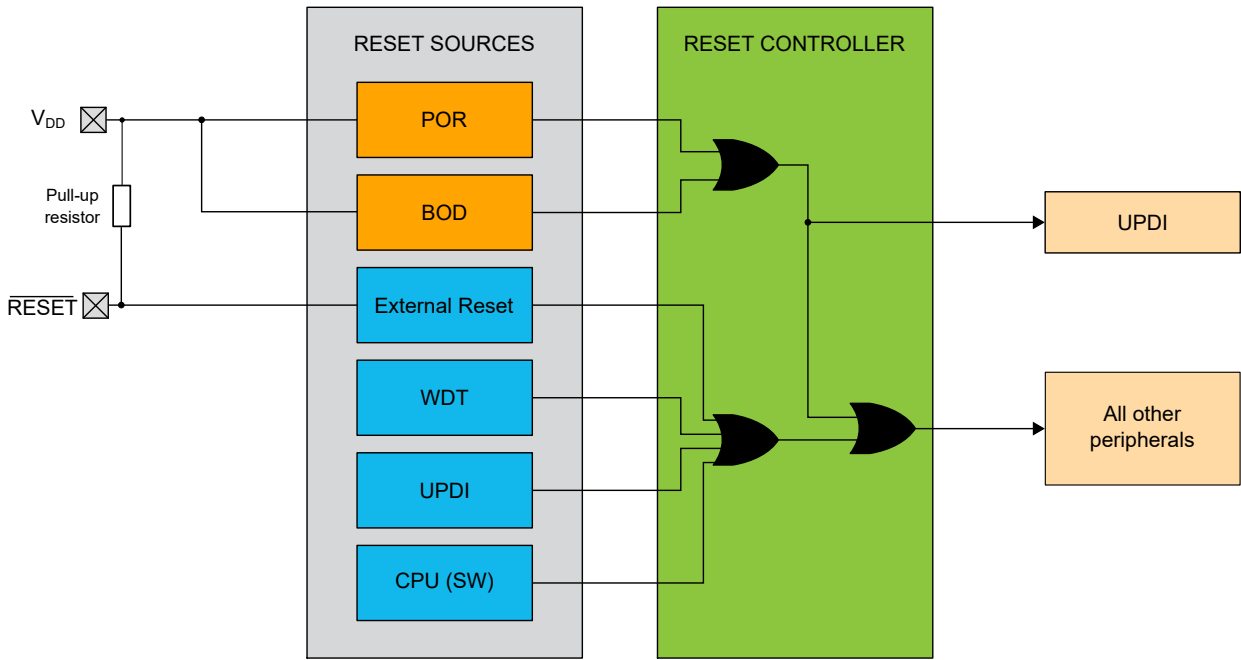 RESET SOURCES
RESET CONTROLLER
V_DD
POR
Pull-up
resistor
BOD
UPDI
RESET
External Reset
WDT
All other
peripherals
UPDI
CPU (SW)